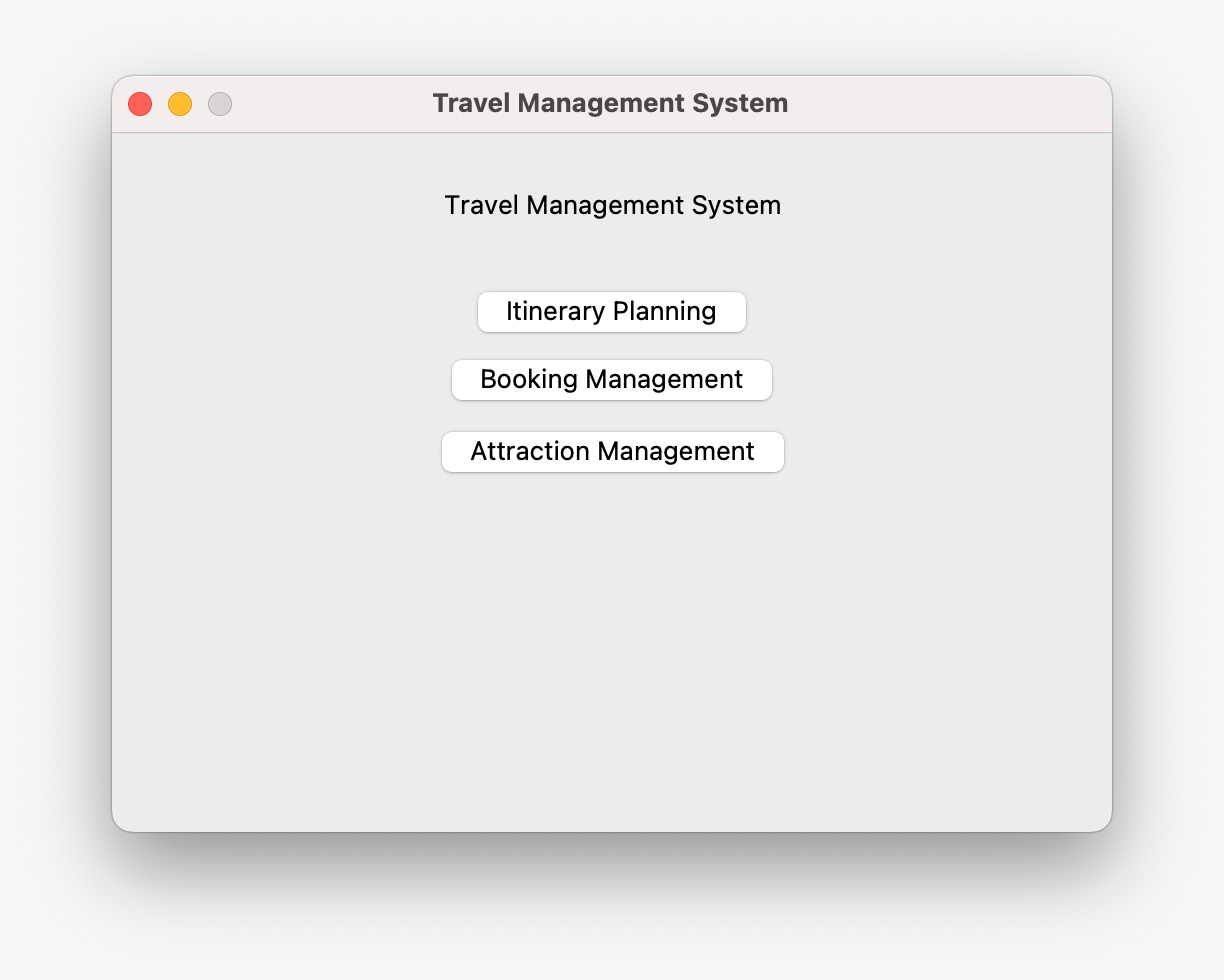 Travel Management System
Travel Management System
Itinerary Planning
Booking Management
Attraction Management